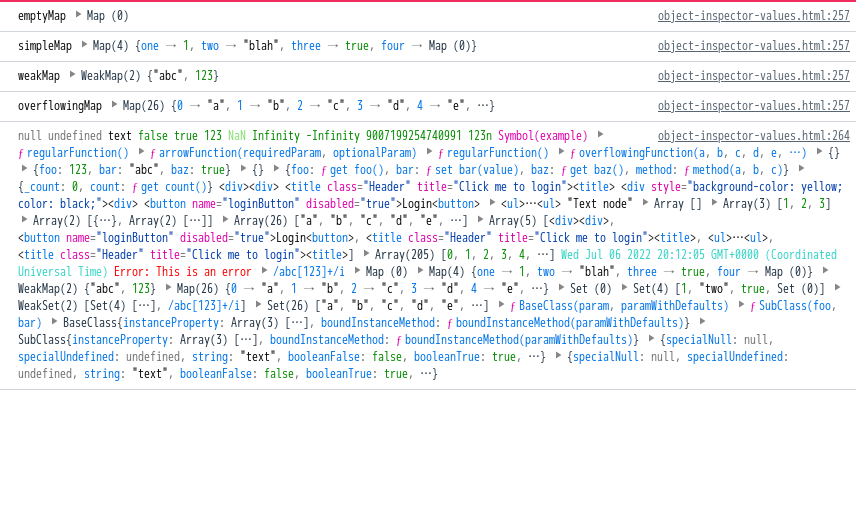 emptyMap ▶ Map (0) object-inspector-values.html:257
simpleMap ▶ Map(4) {one → 1, two → "blah", three → true, four → Map (0)} object-inspector-values.html:257
weakMap ▶ WeakMap(2) {"abc", 123} object-inspector-values.html:257
overflowingMap ▶ Map(26) {0 → "a", 1 → "b", 2 → "c", 3 → "d", 4 → "e", …} object-inspector-values.html:257
null undefined text false true 123 NaN Infinity -Infinity 9007199254740991 123n Symbol(example) ▶ object-inspector-values.html:264
ƒ regularFunction() ▶ ƒ arrowFunction(requiredParam, optionalParam) ▶ ƒ regularFunction() ▶ ƒ overflowingFunction(a, b, c, d, e, …) ▶ {}
▶ {foo: 123, bar: "abc", baz: true} ▶ {} ▶ {foo: ƒ get foo(), bar: ƒ set bar(value), baz: ƒ get baz(), method: ƒ method(a, b, c)} ▶
{_count: 0, count: ƒ get count()} <div><div> <title class="Header" title="Click me to login"><title> <div style="background-color: yellow;
color: black;"><div> <button name="loginButton" disabled="true">Login<button> ▶ <ul>…<ul> "Text node" ▶ Array [] ▶ Array(3) [1, 2, 3]
▶ Array(2) [{…}, Array(2) […]] ▶ Array(26) ["a", "b", "c", "d", "e", …] ▶ Array(5) [<div><div>,
<button name="loginButton" disabled="true">Login<button>, <title class="Header" title="Click me to login"><title>, <ul>…<ul>,
<title class="Header" title="Click me to login"><title>] ▶ Array(205) [0, 1, 2, 3, 4, …] Wed Jul 06 2022 20:12:05 GMT+0000 (Coordinated
Universal Time) Error: This is an error ▶ /abc[123]+/i ▶ Map (0) ▶ Map(4) {one → 1, two → "blah", three → true, four → Map (0)} ▶
WeakMap(2) {"abc", 123} ▶ Map(26) {0 → "a", 1 → "b", 2 → "c", 3 → "d", 4 → "e", …} ▶ Set (0) ▶ Set(4) [1, "two", true, Set (0)] ▶
WeakSet(2) [Set(4) […], /abc[123]+/i] ▶ Set(26) ["a", "b", "c", "d", "e", …] ▶ ƒ BaseClass(param, paramWithDefaults) ▶ ƒ SubClass(foo,
bar) ▶ BaseClass{instanceProperty: Array(3) […], boundInstanceMethod: ƒ boundInstanceMethod(paramWithDefaults)} ▶
SubClass{instanceProperty: Array(3) […], boundInstanceMethod: ƒ boundInstanceMethod(paramWithDefaults)} ▶ {specialNull: null,
specialUndefined: undefined, string: "text", booleanFalse: false, booleanTrue: true, …} ▶ {specialNull: null, specialUndefined:
undefined, string: "text", booleanFalse: false, booleanTrue: true, …}